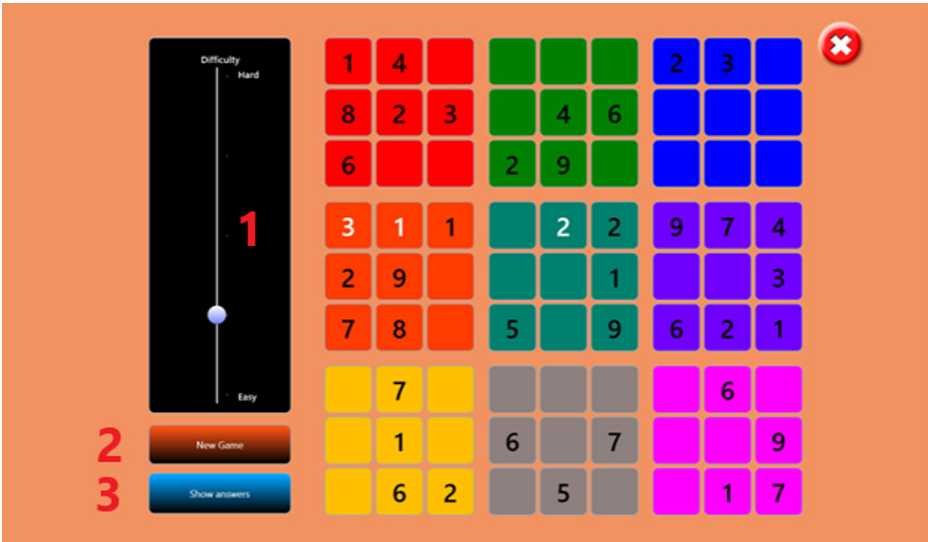 Difficulty
Hard
1
Easy
2 New Game
3 Show answers
1 4 2 3
8 2 3 4 6
6 2 9
3 1 1 2 2 9 7 4
2 9 1 3
7 8 5 9 6 2 1
7 6
1 6 7 9
6 2 5 1 7